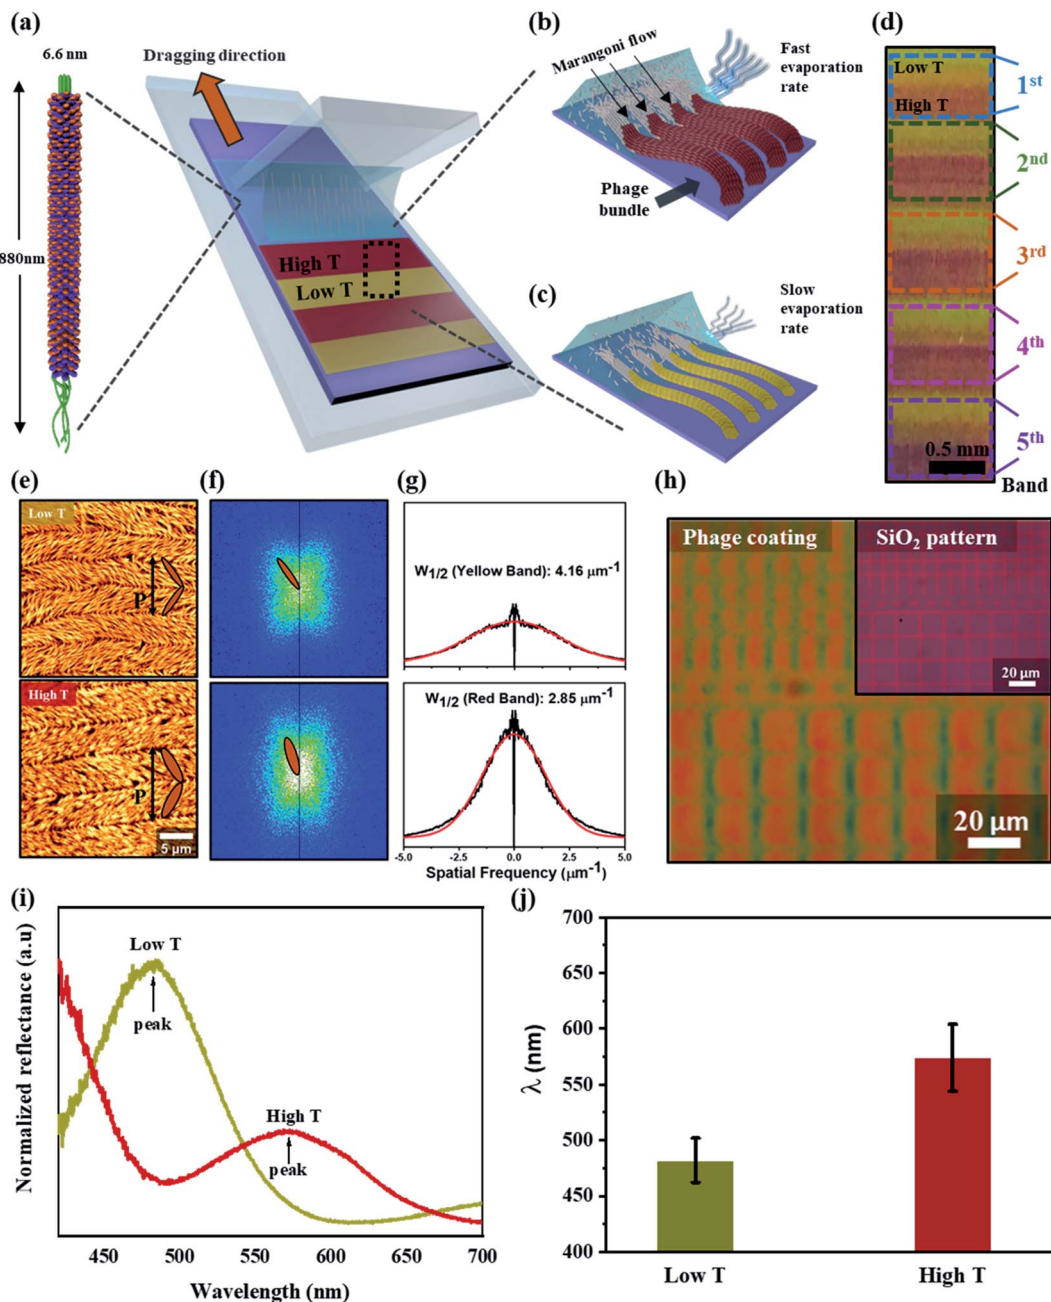 (a)
6.6 nm
880nm
Dragging direction
High T
Low T
(b)
Marangoni flow
Fast
evaporation
rate
Phage
bundle
(c)
Slow
evaporation
rate
(d)
Low T
High T
1st
2nd
3rd
4th
5th
0.5 mm
Band
(e)
Low T
P
High T
P
5 μm
(f)
(g)
W1/2 (Yellow Band): 4.16 μm-1
W1/2 (Red Band): 2.85 μm-1
-5.0 -2.5 0.0 2.5 5.0
Spatial Frequency (μm-1)
(h)
Phage coating
SiO2 pattern
20 μm
20 μm
(i)
Normalized reflectance (a.u)
Low T
peak
High T
peak
450 500 550 600 650 700
Wavelength (nm)
(j)
λ (nm)
700
650
600
550
500
450
400
Low T High T